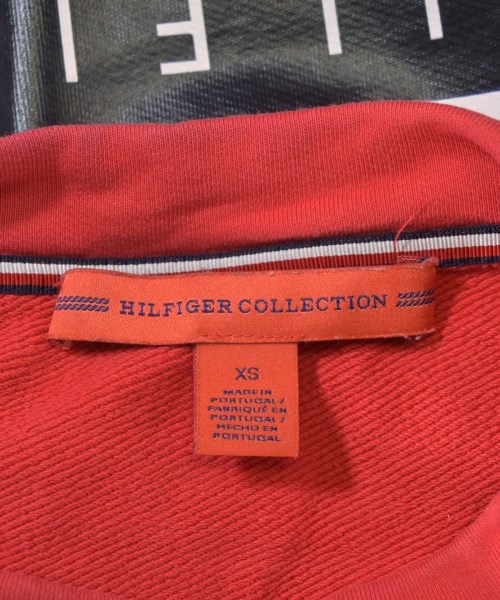 HILFIGER COLLECTION
XS
MADE IN
PORTUGAL/
FABRIQUÉ EN
PORTUGAL/
HECHO EN
PORTUGAL